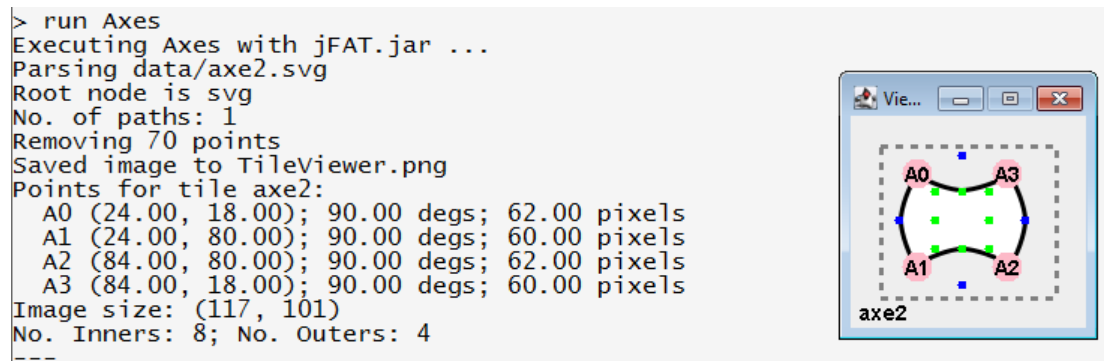 > run Axes
Executing Axes with jFAT.jar ...
Parsing data/axe2.svg
Root node is svg
No. of paths: 1
Removing 70 points
Saved image to TileViewer.png
Points for tile axe2:
  A0 (24.00, 18.00); 90.00 degs; 62.00 pixels
  A1 (24.00, 80.00); 90.00 degs; 60.00 pixels
  A2 (84.00, 80.00); 90.00 degs; 62.00 pixels
  A3 (84.00, 18.00); 90.00 degs; 60.00 pixels
Image size: (117, 101)
No. Inners: 8; No. Outers: 4
---
Vie...
A0 A3
A1 A2
axe2